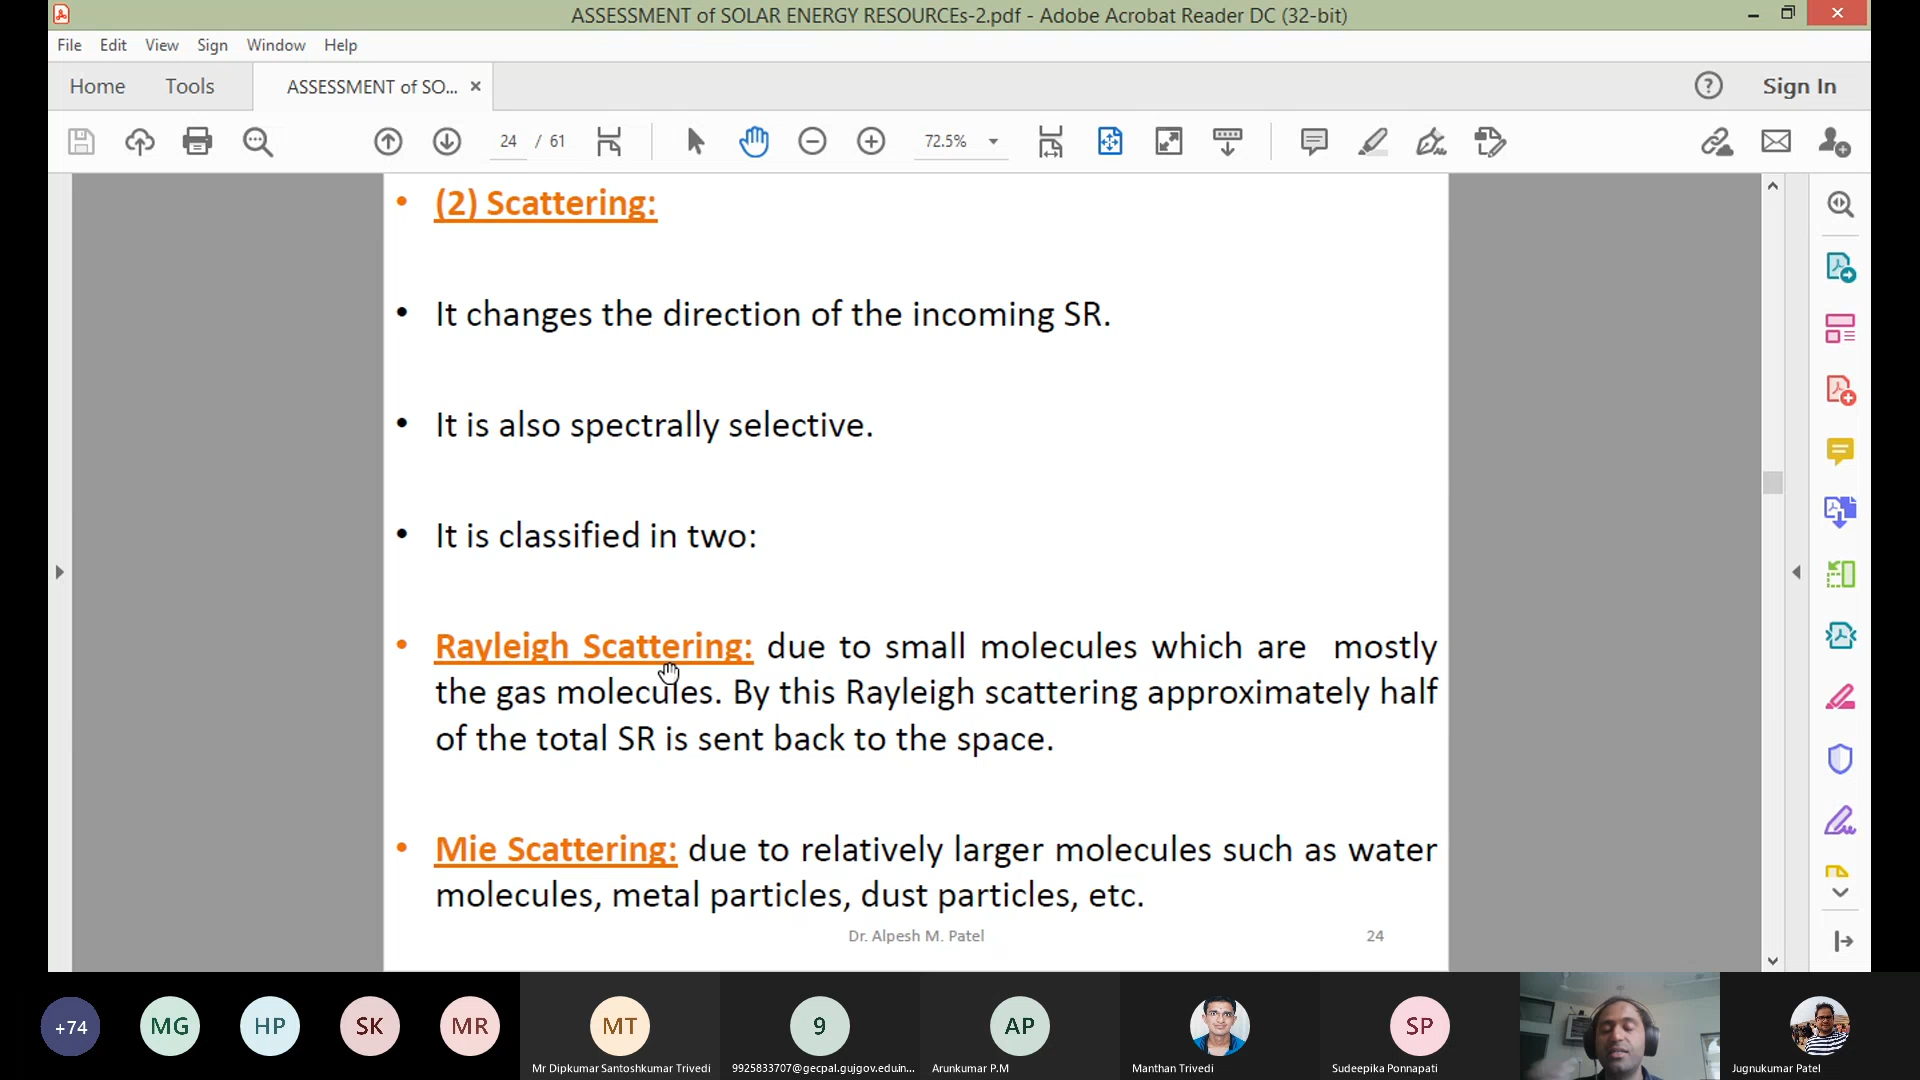 ASSESSMENT of SOLAR ENERGY RESOURCEs-2.pdf - Adobe Acrobat Reader DC (32-bit)
File Edit View Sign Window Help
Home Tools ASSESSMENT of SO... × ? Sign In
24 / 61 72.5%
• (2) Scattering:
• It changes the direction of the incoming SR.
• It is also spectrally selective.
• It is classified in two:
• Rayleigh Scattering: due to small molecules which are mostly
the gas molecules. By this Rayleigh scattering approximately half
of the total SR is sent back to the space.
• Mie Scattering: due to relatively larger molecules such as water
molecules, metal particles, dust particles, etc.
Dr. Alpesh M. Patel 24
+74 MG HP SK MR MT 9 AP SP
Mr Dipkumar Santoshkumar Trivedi 9925833707@gecpal.gujgov.edu.in... Arunkumar P.M Manthan Trivedi Sudeepika Ponnapati Jugnukumar Patel